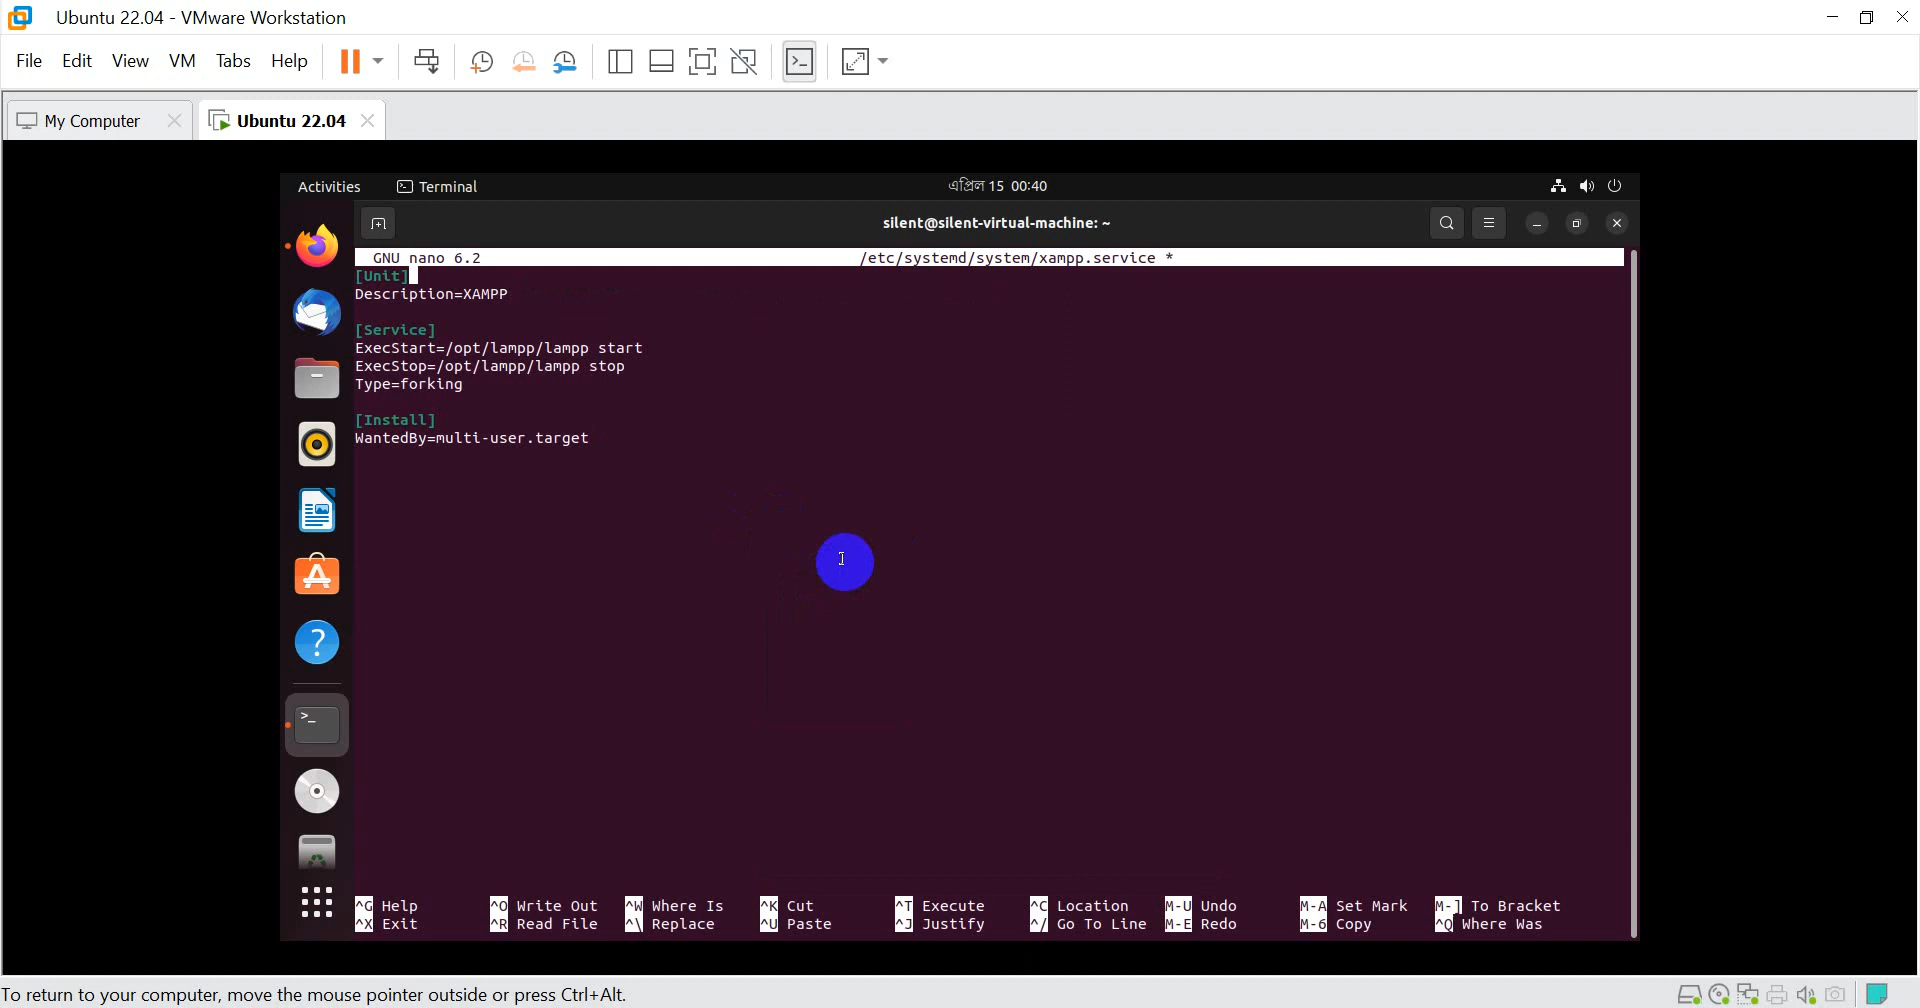 Ubuntu 22.04 - VMware Workstation
File Edit View VM Tabs Help
My Computer Ubuntu 22.04
Activities Terminal এপ্রিল 15 00:40
silent@silent-virtual-machine: ~
GNU nano 6.2 /etc/systemd/system/xampp.service *
[Unit]
Description=XAMPP
[Service]
ExecStart=/opt/lampp/lampp start
ExecStop=/opt/lampp/lampp stop
Type=forking
[Install]
WantedBy=multi-user.target
^G Help ^O Write Out ^W Where Is ^K Cut ^T Execute ^C Location M-U Undo M-A Set Mark M-] To Bracket
^X Exit ^R Read File ^\ Replace ^U Paste ^J Justify ^/ Go To Line M-E Redo M-6 Copy ^Q Where Was
To return to your computer, move the mouse pointer outside or press Ctrl+Alt.